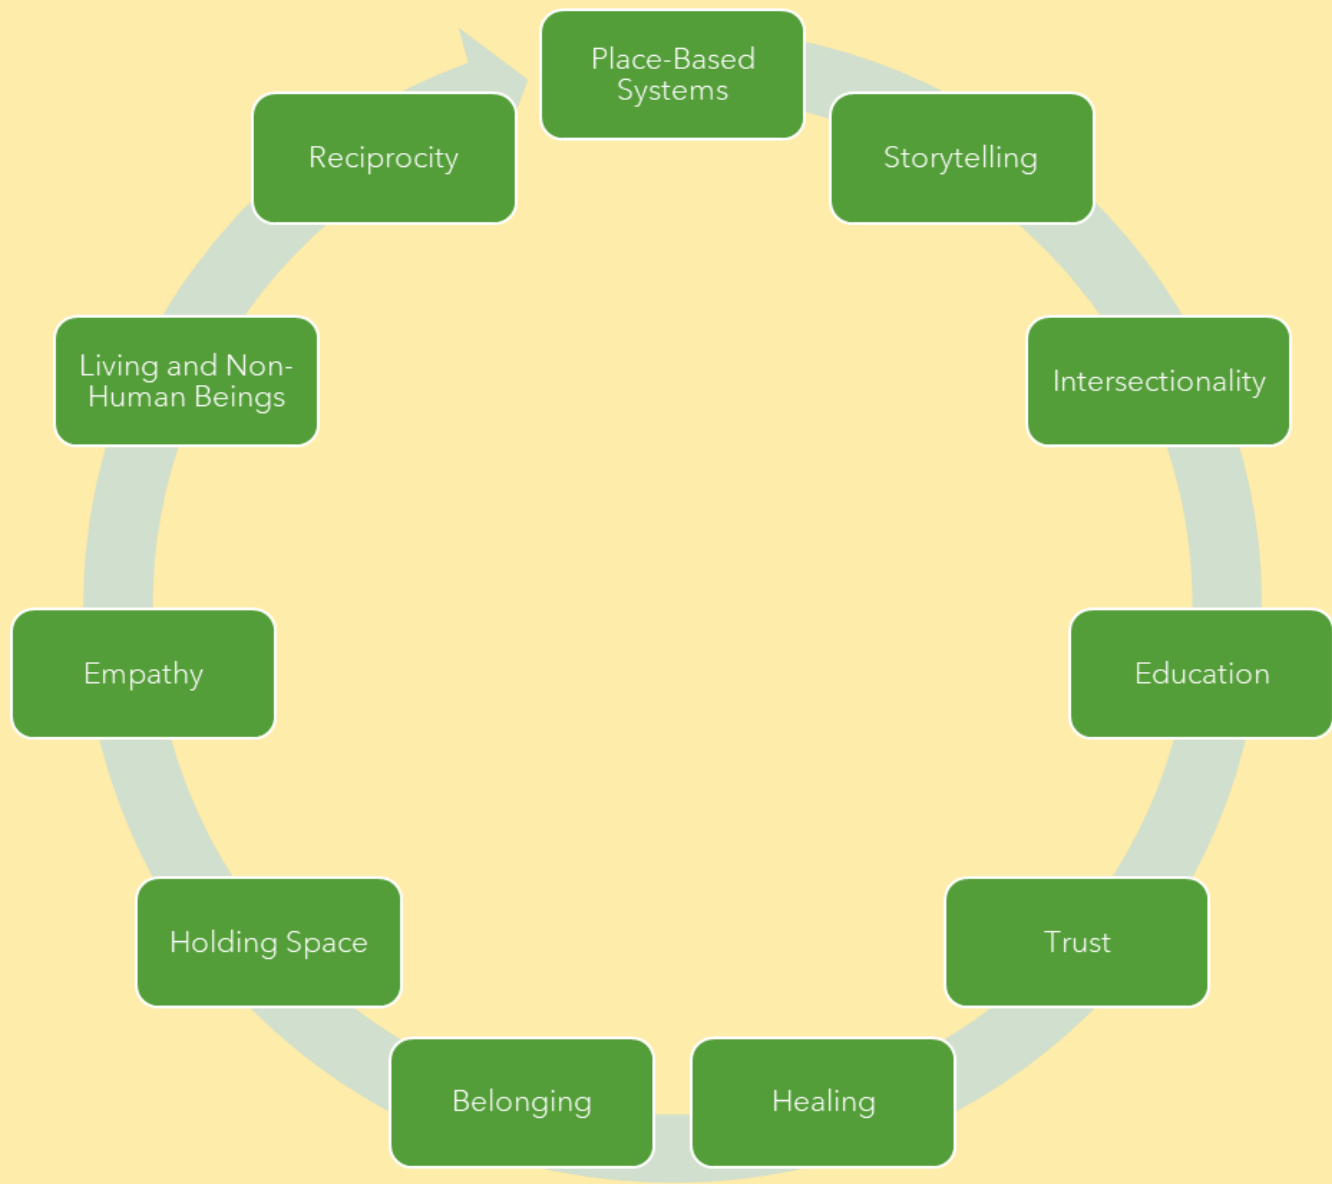 Place-Based
Systems
Storytelling
Intersectionality
Education
Trust
Healing
Belonging
Holding Space
Empathy
Living and Non-
Human Beings
Reciprocity